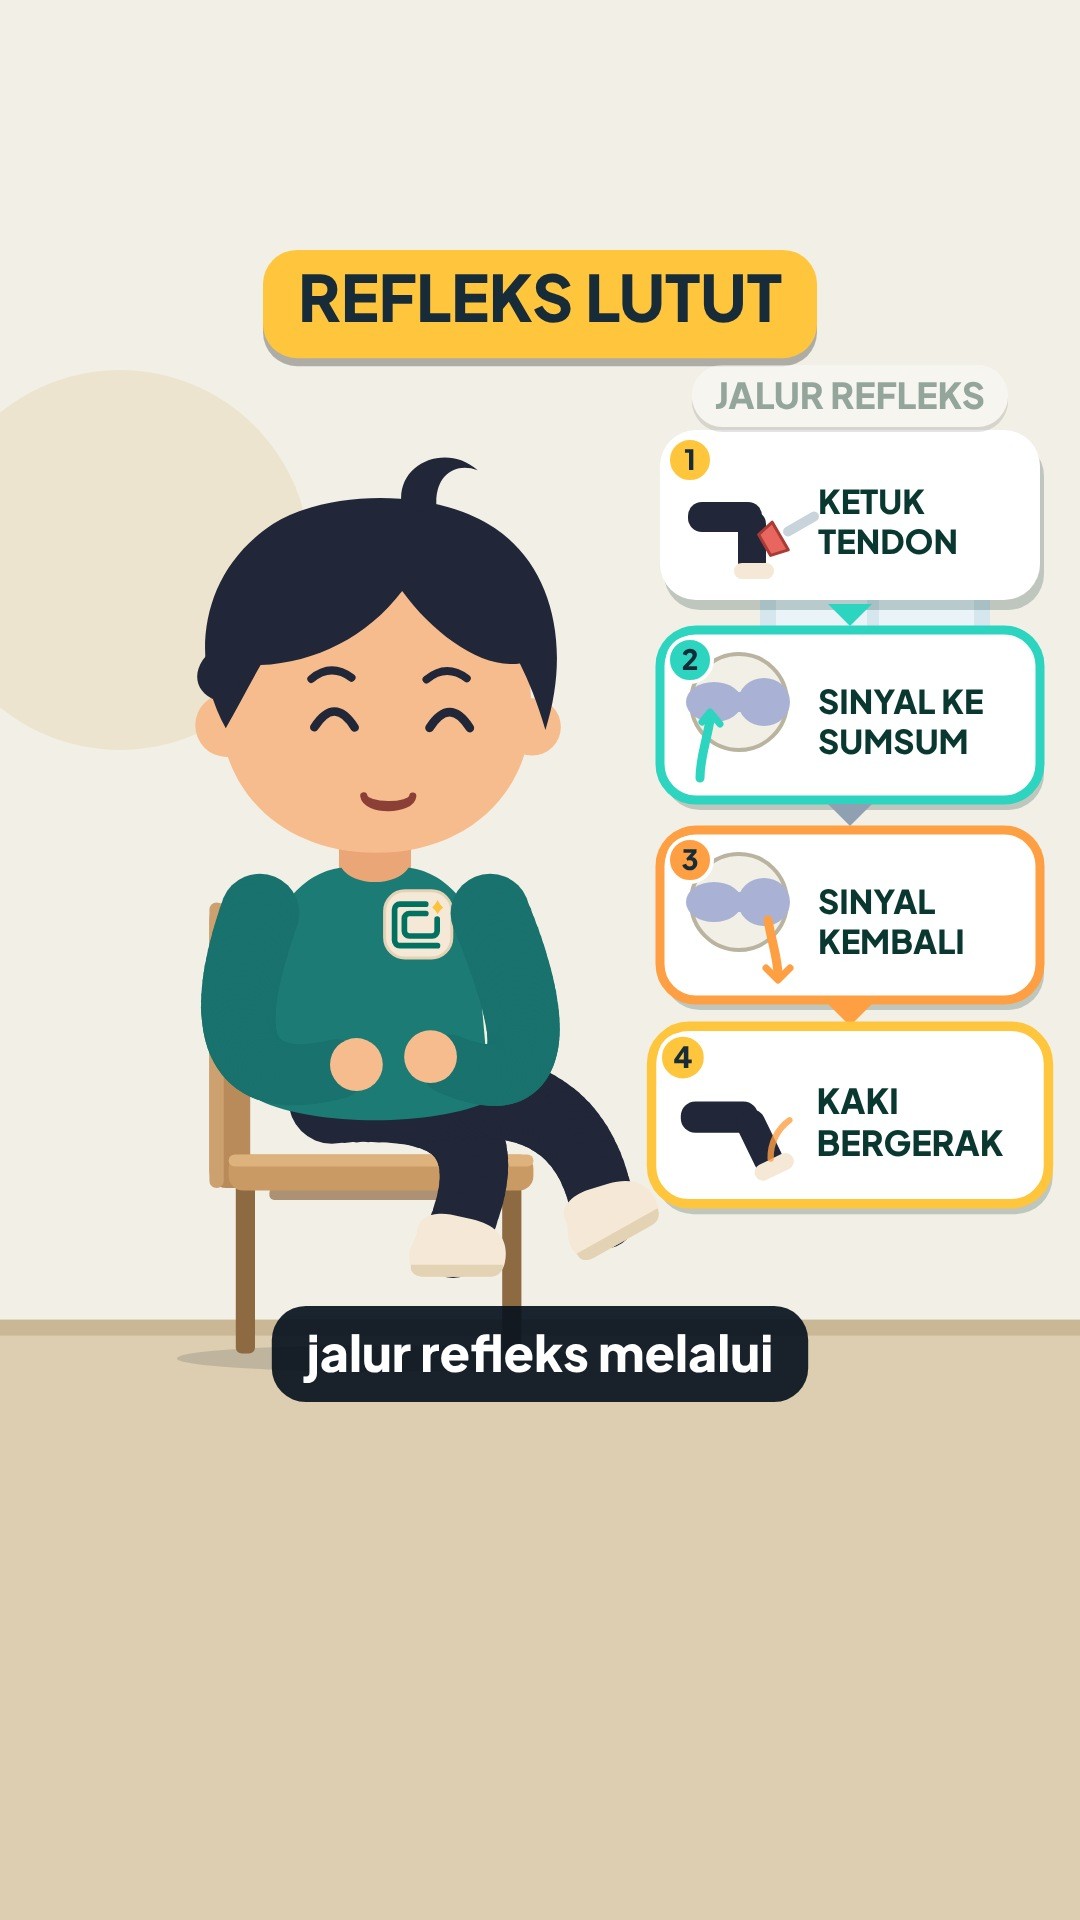 REFLEKS LUTUT
JALUR REFLEKS
1
KETUK
TENDON
2
SINYAL KE
SUMSUM
3
SINYAL
KEMBALI
4
KAKI
BERGERAK
jalur refleks melalui